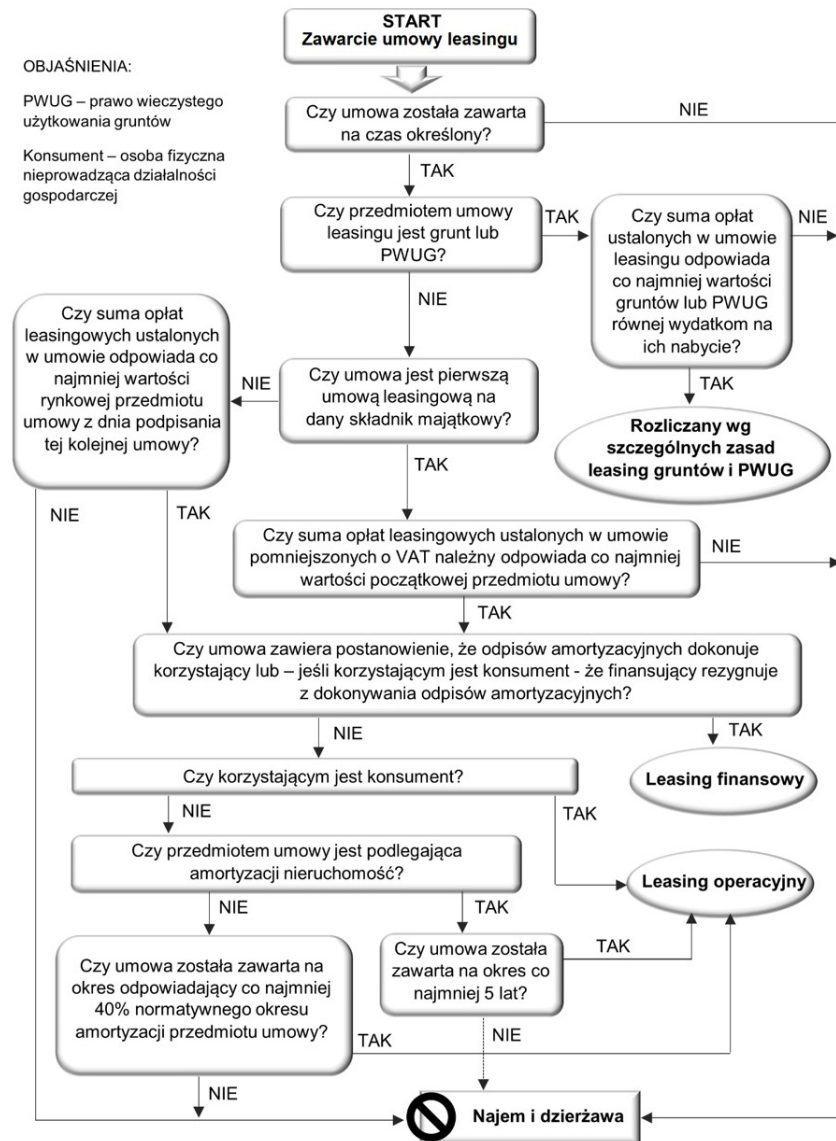 START
Zawarcie umowy leasingu
OBJAŚNIENIA:
PWUG – prawo wieczystego
użytkowania gruntów
Konsument – osoba fizyczna
nieprowadząca działalności
gospodarczej
Czy umowa została zawarta
na czas określony?
NIE
TAK
Czy przedmiotem umowy
leasingu jest grunt lub
PWUG?
TAK
Czy suma opłat
ustalonych w umowie
leasingu odpowiada
co najmniej wartości
gruntów lub PWUG
równej wydatkom na
ich nabycie?
NIE
NIE
TAK
Rozliczany wg
szczególnych zasad
leasing gruntów i PWUG
Czy umowa jest pierwszą
umową leasingową na
dany składnik majątkowy?
NIE
Czy suma opłat
leasingowych ustalonych
w umowie odpowiada co
najmniej wartości
rynkowej przedmiotu
umowy z dnia podpisania
tej kolejnej umowy?
TAK
NIE
TAK
Czy suma opłat leasingowych ustalonych w umowie
pomniejszonych o VAT należny odpowiada co najmniej
wartości początkowej przedmiotu umowy?
NIE
TAK
Czy umowa zawiera postanowienie, że odpisów amortyzacyjnych dokonuje
korzystający lub – jeśli korzystającym jest konsument - że finansujący rezygnuje
z dokonywania odpisów amortyzacyjnych?
NIE
TAK
Leasing finansowy
Czy korzystającym jest konsument?
NIE
TAK
Czy przedmiotem umowy jest podlegająca
amortyzacji nieruchomość?
Leasing operacyjny
NIE
TAK
Czy umowa została zawarta na
okres odpowiadający co najmniej
40% normatywnego okresu
amortyzacji przedmiotu umowy?
Czy umowa została
zawarta na okres co
najmniej 5 lat?
TAK
TAK
NIE
NIE
Najem i dzierżawa